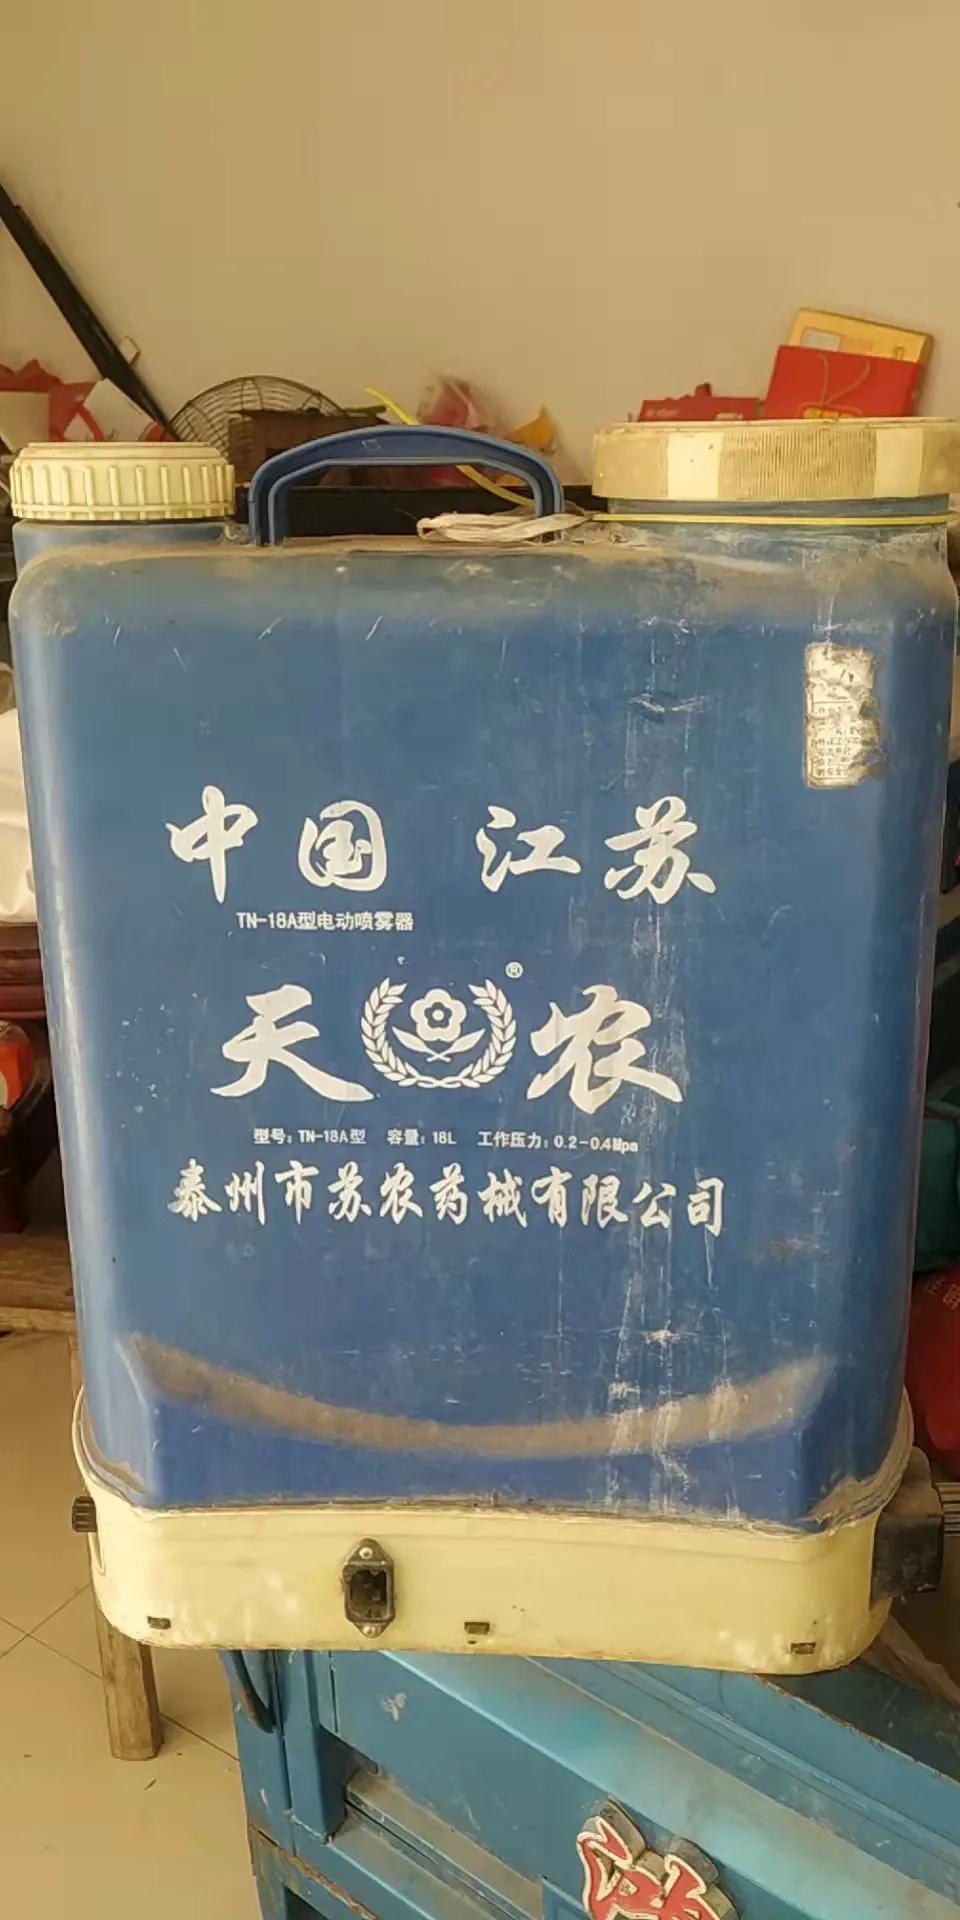 中国 江苏
TN-18A型电动喷雾器
天 ® 农
型号：TN-18A型 容量：18L 工作压力：0.2-0.4Mpa
泰州市苏农药械有限公司